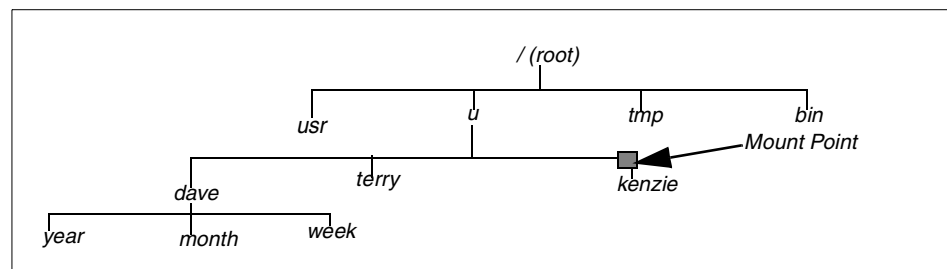 / (root)
usr
u
tmp
bin
Mount Point
dave
terry
kenzie
year
month
week